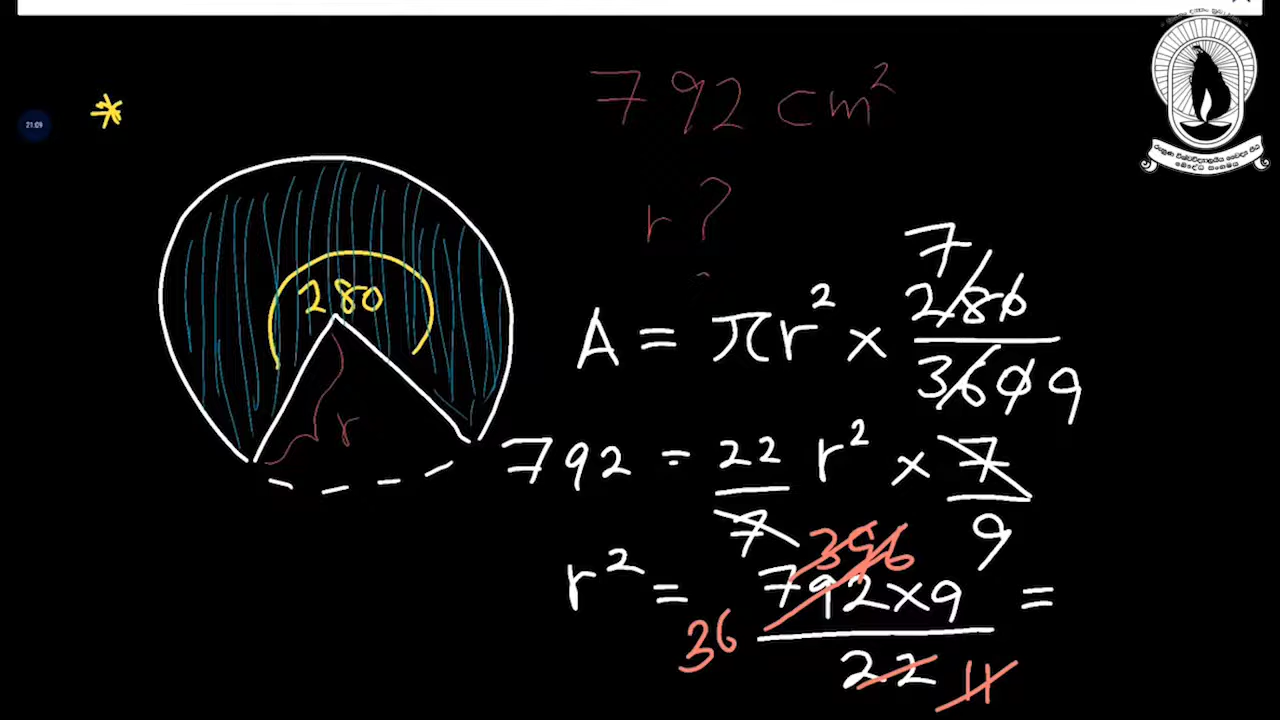 21:09
*
792 cm²
r ?
280
r
A = πr² × 280/360 7 9
792 = 22/7 r² × 7/9
r² = 792×9/22 =
396
36
11